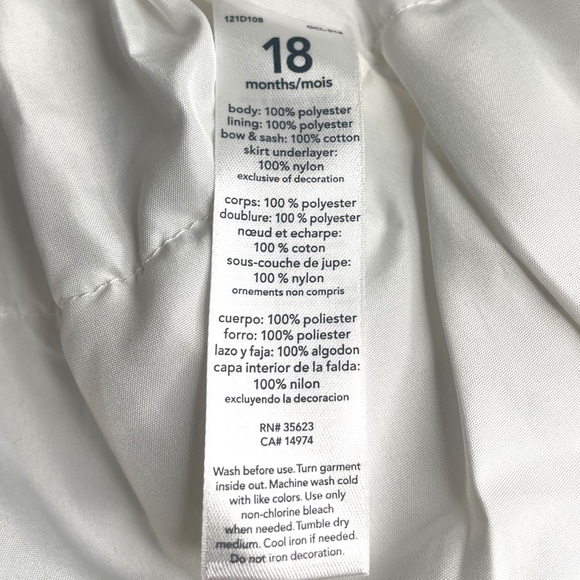 121D108
18
months/mois
body: 100% polyester
lining: 100% polyester
bow & sash: 100% cotton
skirt underlayer:
100% nylon
exclusive of decoration
corps: 100 % polyester
doublure: 100 % polyester
nœud et echarpe:
100 % coton
sous-couche de jupe:
100 % nylon
ornements non compris
cuerpo: 100% poliester
forro: 100% poliester
lazo y faja: 100% algodon
capa interior de la falda:
100% nilon
excluyendo la decoracion
RN# 35623
CA# 14974
Wash before use. Turn garment
inside out. Machine wash cold
with like colors. Use only
non-chlorine bleach
when needed. Tumble dry
medium. Cool iron if needed.
Do not iron decoration.